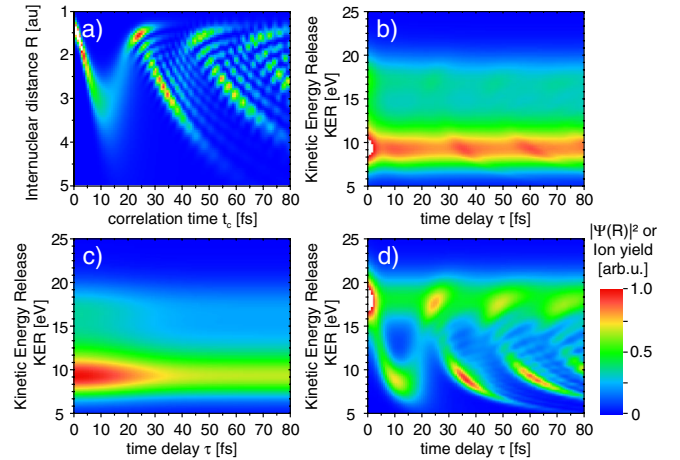 a)
Internuclear distance R [au]
1
2
3
4
5
0 10 20 30 40 50 60 70 80
correlation time t_c [fs]
b)
Kinetic Energy Release
KER [eV]
25
20
15
10
5
0 10 20 30 40 50 60 70 80
time delay τ [fs]
c)
Kinetic Energy Release
KER [eV]
25
20
15
10
5
0 10 20 30 40 50 60 70 80
time delay τ [fs]
d)
Kinetic Energy Release
KER [eV]
25
20
15
10
5
0 10 20 30 40 50 60 70 80
time delay τ [fs]
|Ψ(R)|² or
Ion yield
[arb.u.]
1.0
0.5
0